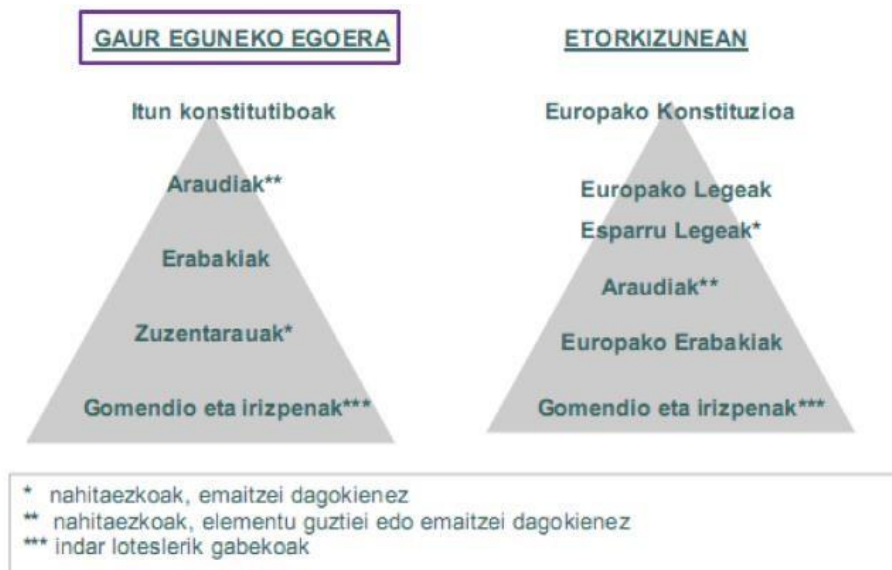 GAUR EGUNEKO EGOERA
Itun konstitutiboak
Araudiak**
Erabakiak
Zuzentarauak*
Gomendio eta irizpenak***
ETORKIZUNEAN
Europako Konstituzioa
Europako Legeak
Esparru Legeak*
Araudiak**
Europako Erabakiak
Gomendio eta irizpenak***
* nahitaezkoak, emaitzei dagokienez
** nahitaezkoak, elementu guztiei edo emaitzei dagokienez
*** indar loteslerik gabekoak